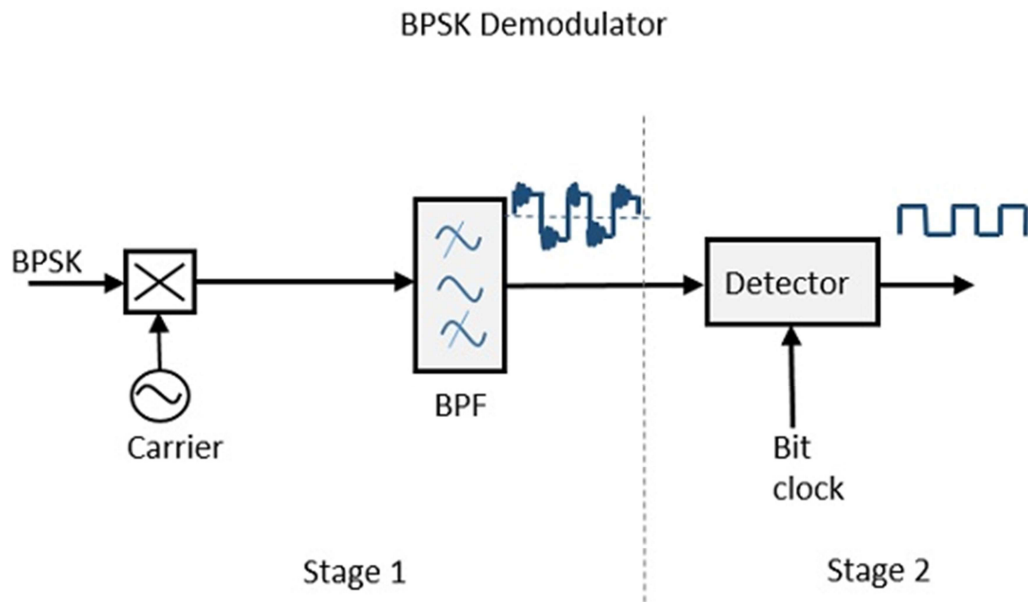 BPSK Demodulator
BPSK
Carrier
BPF
Detector
Bit
clock
Stage 1
Stage 2